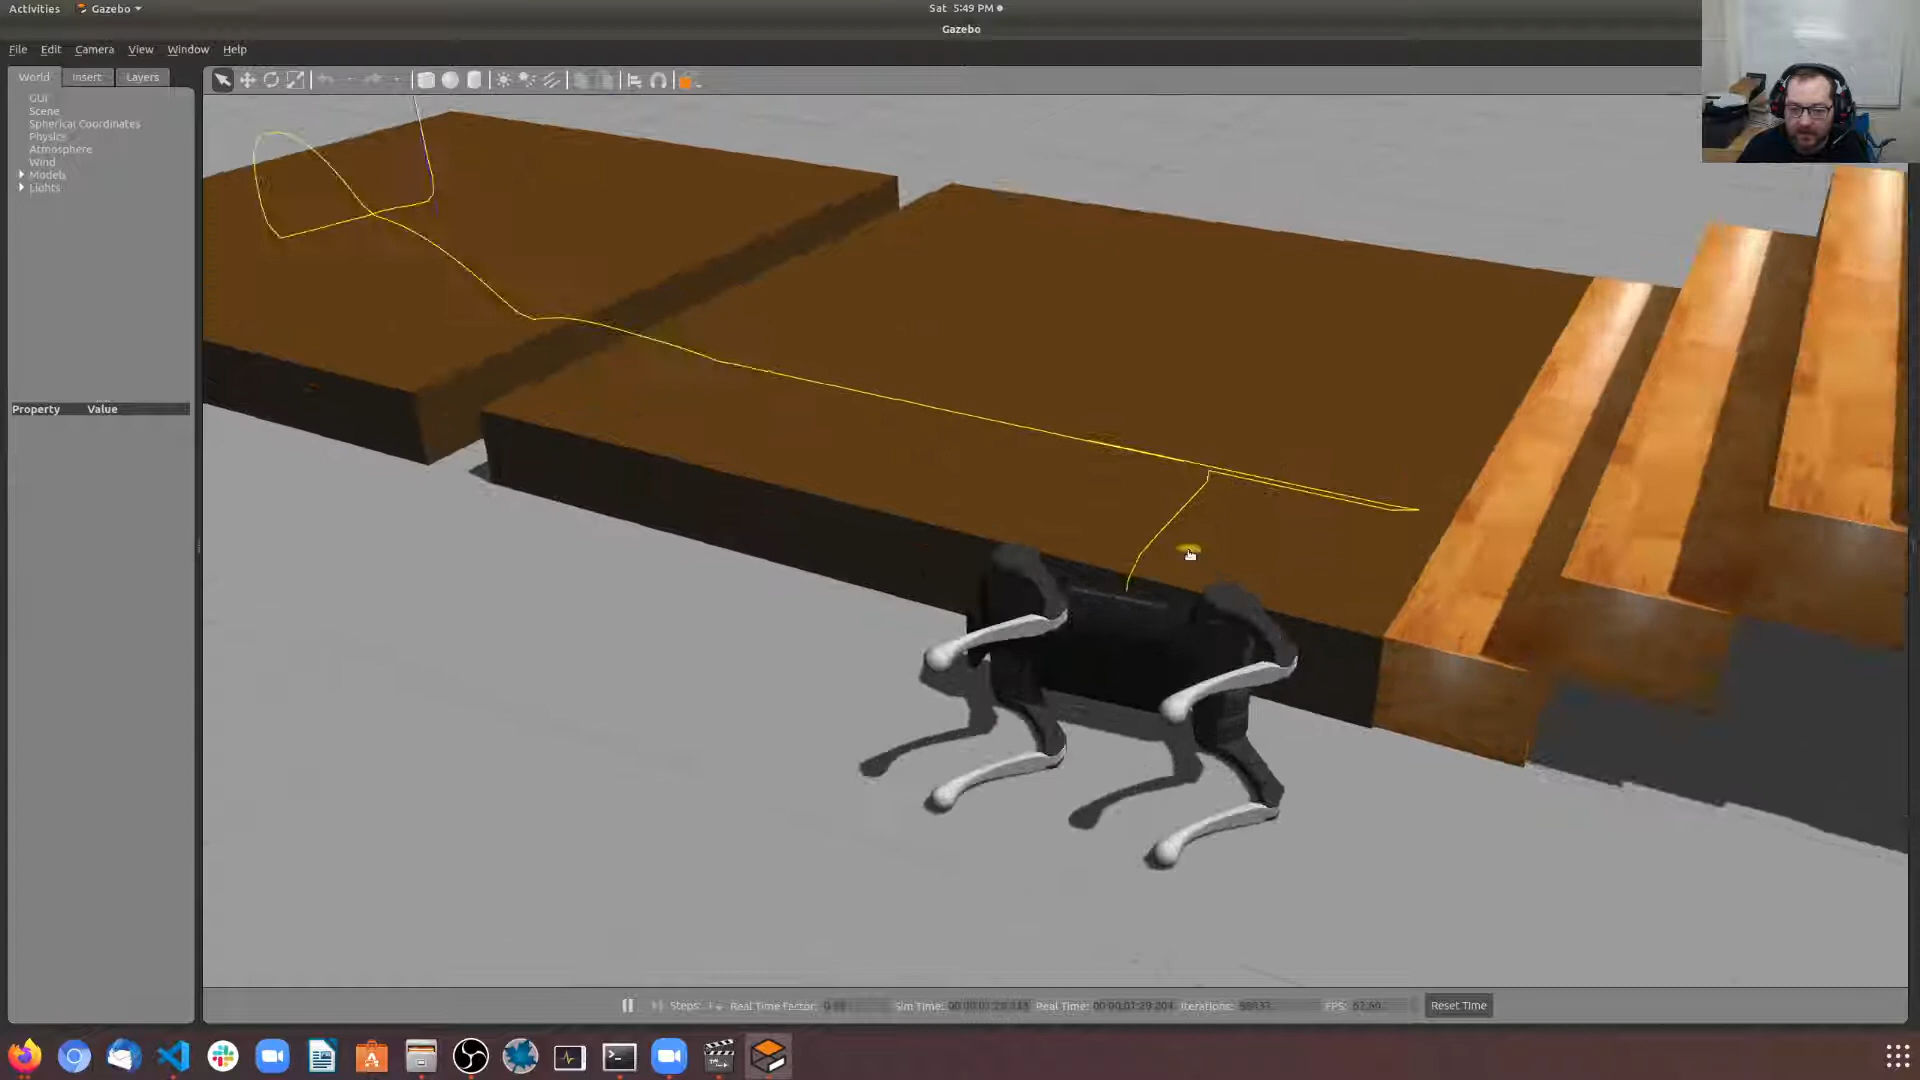 Activities
Gazebo
Sat 5:49 PM
Gazebo
File Edit Camera View Window Help
World Insert Layers
GUI
Scene
Spherical Coordinates
Physics
Atmosphere
Wind
Models
Lights
Property Value
Steps: Real Time Factor: Sim Time: Real Time: Iterations: FPS: Reset Time